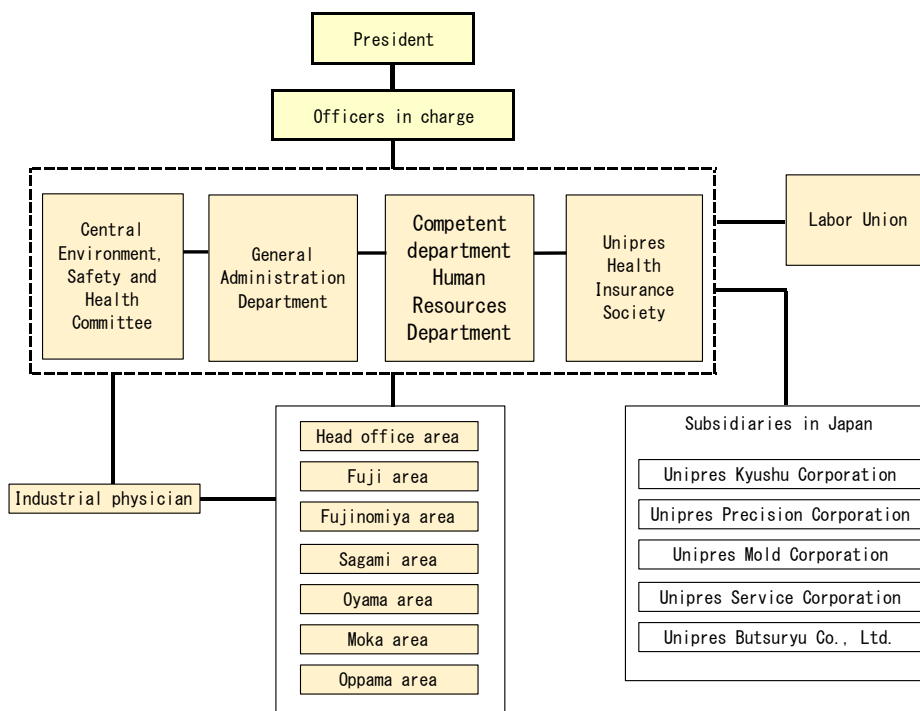 President
Officers in charge
Central
Environment,
Safety and
Health
Committee
General
Administration
Department
Competent
department
Human
Resources
Department
Unipres
Health
Insurance
Society
Labor Union
Industrial physician
Head office area
Fuji area
Fujinomiya area
Sagami area
Oyama area
Moka area
Oppama area
Subsidiaries in Japan
Unipres Kyushu Corporation
Unipres Precision Corporation
Unipres Mold Corporation
Unipres Service Corporation
Unipres Butsuryu Co., Ltd.